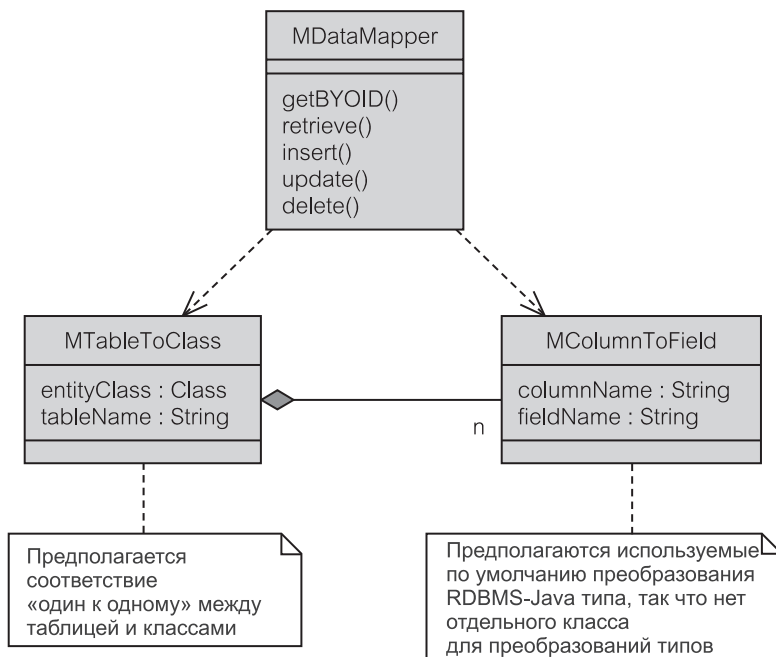 MDataMapper
getBYOID()
retrieve()
insert()
update()
delete()
MTableToClass
entityClass : Class
tableName : String
MColumnToField
columnName : String
fieldName : String
n
Предполагается
соответствие
«один к одному» между
таблицей и классами
Предполагаются используемые
по умолчанию преобразования
RDBMS-Java типа, так что нет
отдельного класса
для преобразований типов